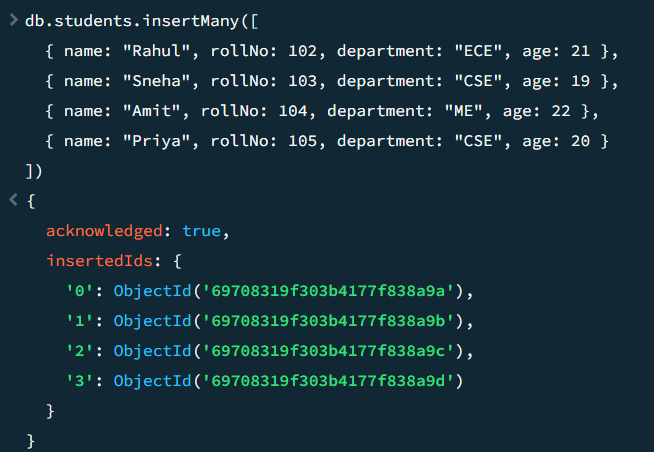 > db.students.insertMany([
{ name: "Rahul", rollNo: 102, department: "ECE", age: 21 },
{ name: "Sneha", rollNo: 103, department: "CSE", age: 19 },
{ name: "Amit", rollNo: 104, department: "ME", age: 22 },
{ name: "Priya", rollNo: 105, department: "CSE", age: 20 }
])
< {
acknowledged: true,
insertedIds: {
'0': ObjectId('69708319f303b4177f838a9a'),
'1': ObjectId('69708319f303b4177f838a9b'),
'2': ObjectId('69708319f303b4177f838a9c'),
'3': ObjectId('69708319f303b4177f838a9d')
}
}